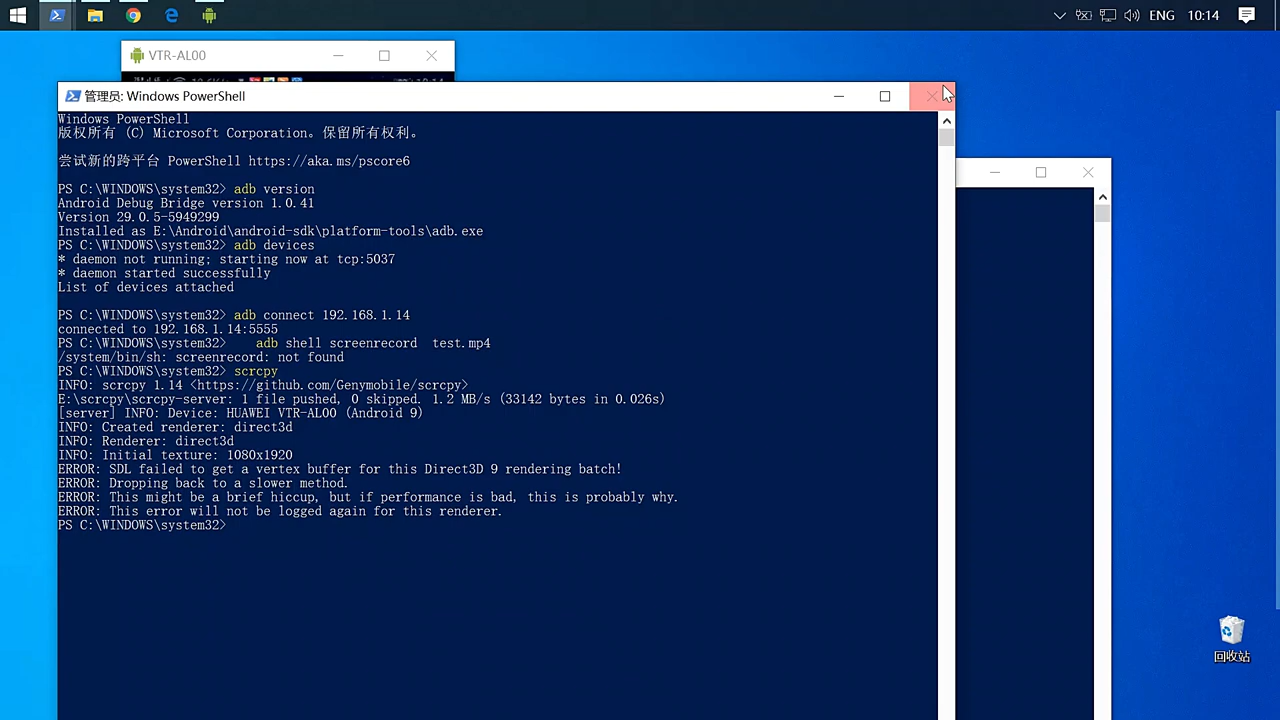 ENG
10:14
VTR-AL00
管理员: Windows PowerShell
Windows PowerShell
版权所有 (C) Microsoft Corporation。保留所有权利。
尝试新的跨平台 PowerShell https://aka.ms/pscore6
PS C:\WINDOWS\system32> adb version
Android Debug Bridge version 1.0.41
Version 29.0.5-5949299
Installed as E:\Android\android-sdk\platform-tools\adb.exe
PS C:\WINDOWS\system32> adb devices
* daemon not running; starting now at tcp:5037
* daemon started successfully
List of devices attached
PS C:\WINDOWS\system32> adb connect 192.168.1.14
connected to 192.168.1.14:5555
PS C:\WINDOWS\system32>    adb shell screenrecord  test.mp4
/system/bin/sh: screenrecord: not found
PS C:\WINDOWS\system32> scrcpy
INFO: scrcpy 1.14 <https://github.com/Genymobile/scrcpy>
E:\scrcpy\scrcpy-server: 1 file pushed, 0 skipped. 1.2 MB/s (33142 bytes in 0.026s)
[server] INFO: Device: HUAWEI VTR-AL00 (Android 9)
INFO: Created renderer: direct3d
INFO: Renderer: direct3d
INFO: Initial texture: 1080x1920
ERROR: SDL failed to get a vertex buffer for this Direct3D 9 rendering batch!
ERROR: Dropping back to a slower method.
ERROR: This might be a brief hiccup, but if performance is bad, this is probably why.
ERROR: This error will not be logged again for this renderer.
PS C:\WINDOWS\system32>
回收站